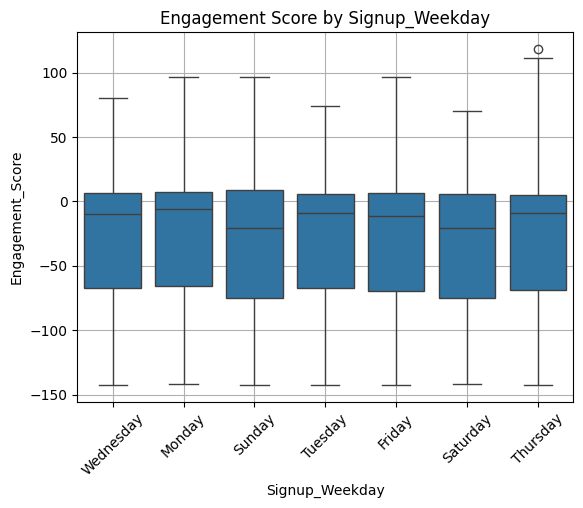 Engagement Score by Signup_Weekday
Engagement_Score
100
50
0
−50
−100
−150
Wednesday
Monday
Sunday
Tuesday
Friday
Saturday
Thursday
Signup_Weekday